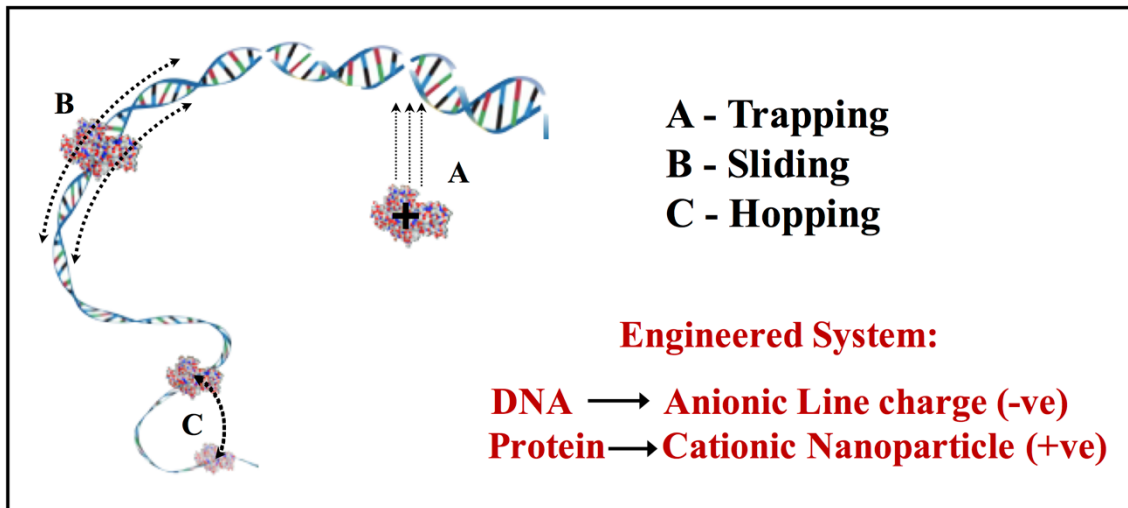 B
A
+
C
A - Trapping
B - Sliding
C - Hopping
Engineered System:
DNA → Anionic Line charge (-ve)
Protein → Cationic Nanoparticle (+ve)